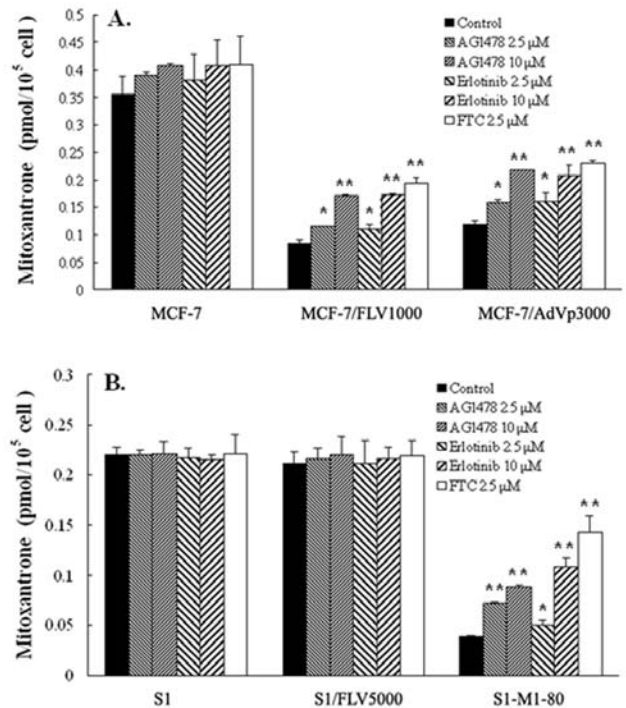 A.
Control
AG1478 2.5 μM
AG1478 10 μM
Erlotinib 2.5 μM
Erlotinib 10 μM
FTC 2.5 μM
Mitoxantrone (pmol/10⁵ cell)
0.5
0.45
0.4
0.35
0.3
0.25
0.2
0.15
0.1
0.05
0
* ** * ** **
* ** * ** **
MCF-7 MCF-7/FLV1000 MCF-7/AdVp3000
B.
Control
AG1478 2.5 μM
AG1478 10 μM
Erlotinib 2.5 μM
Erlotinib 10 μM
FTC 2.5 μM
Mitoxantrone (pmol/10⁵ cell)
0.3
0.25
0.2
0.15
0.1
0.05
0
** ** * ** **
S1 S1/FLV5000 S1-M1-80